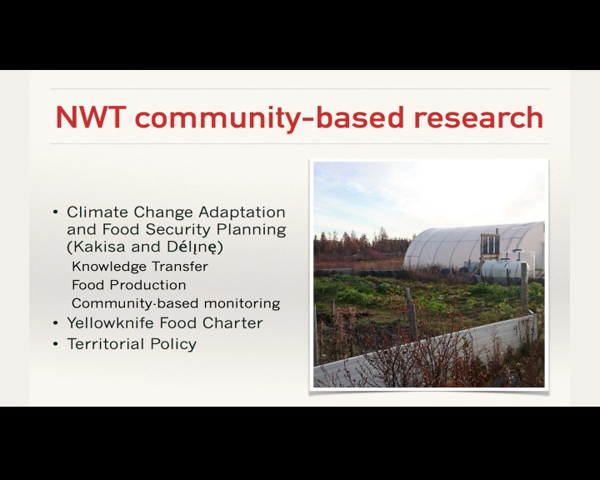 NWT community-based research
• Climate Change Adaptation
and Food Security Planning
(Kakisa and Délı̨nę)
Knowledge Transfer
Food Production
Community-based monitoring
• Yellowknife Food Charter
• Territorial Policy